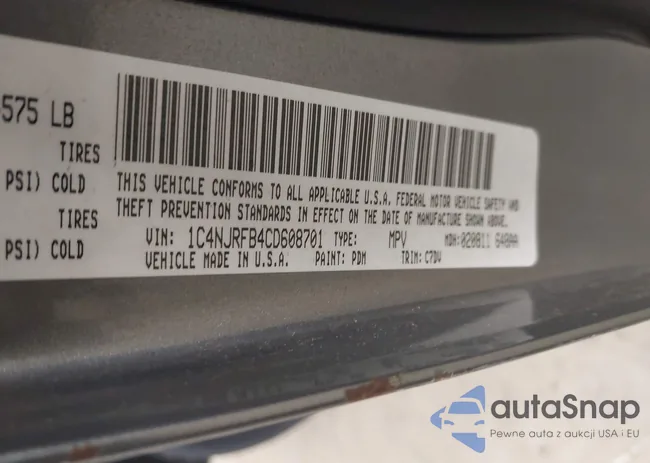 575 LB
TIRES
PSI) COLD
TIRES
PSI) COLD
THIS VEHICLE CONFORMS TO ALL APPLICABLE U.S.A. FEDERAL MOTOR VEHICLE SAFETY AND
THEFT PREVENTION STANDARDS IN EFFECT ON THE DATE OF MANUFACTURE SHOWN ABOVE.
VIN: 1C4NJRFB4CD608701 TYPE: MPV MDH: 020811
VEHICLE MADE IN U.S.A. PAINT: PDM TRIM: C7DV
autaSnap
Pewne auta z aukcji USA i EU